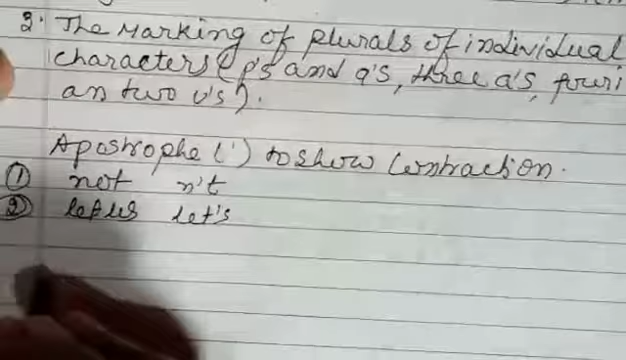 2. The Marking of plurals of individual
characters (p's and q's, three a's, four i
an two u's).
Apostrophe (') to show Contraction.
① not n't
② let us let's